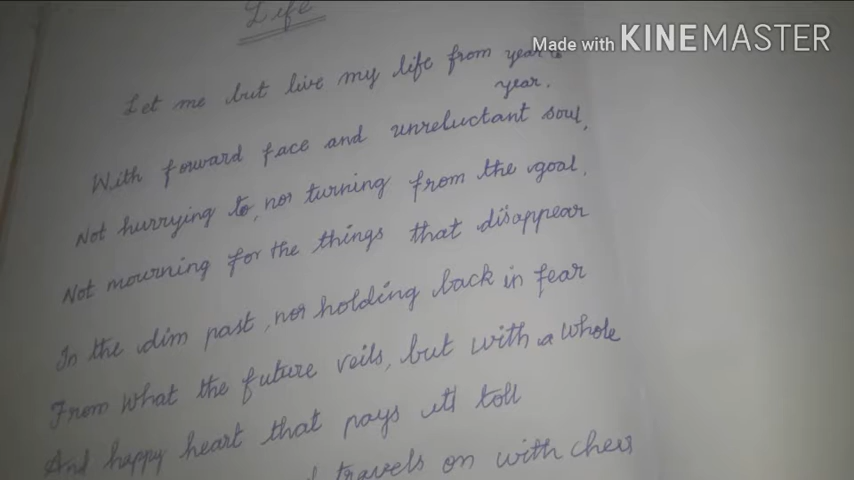 Life
Made with KINEMASTER
Let me but live my life from year to
year.
With forward face and unreluctant soul,
Not hurrying to, nor turning from the goal.
Not mourning for the things that disappear
In the dim past, nor holding back in fear
From what the future veils, but with a whole
And happy heart that pays its toll
travels on with cheer